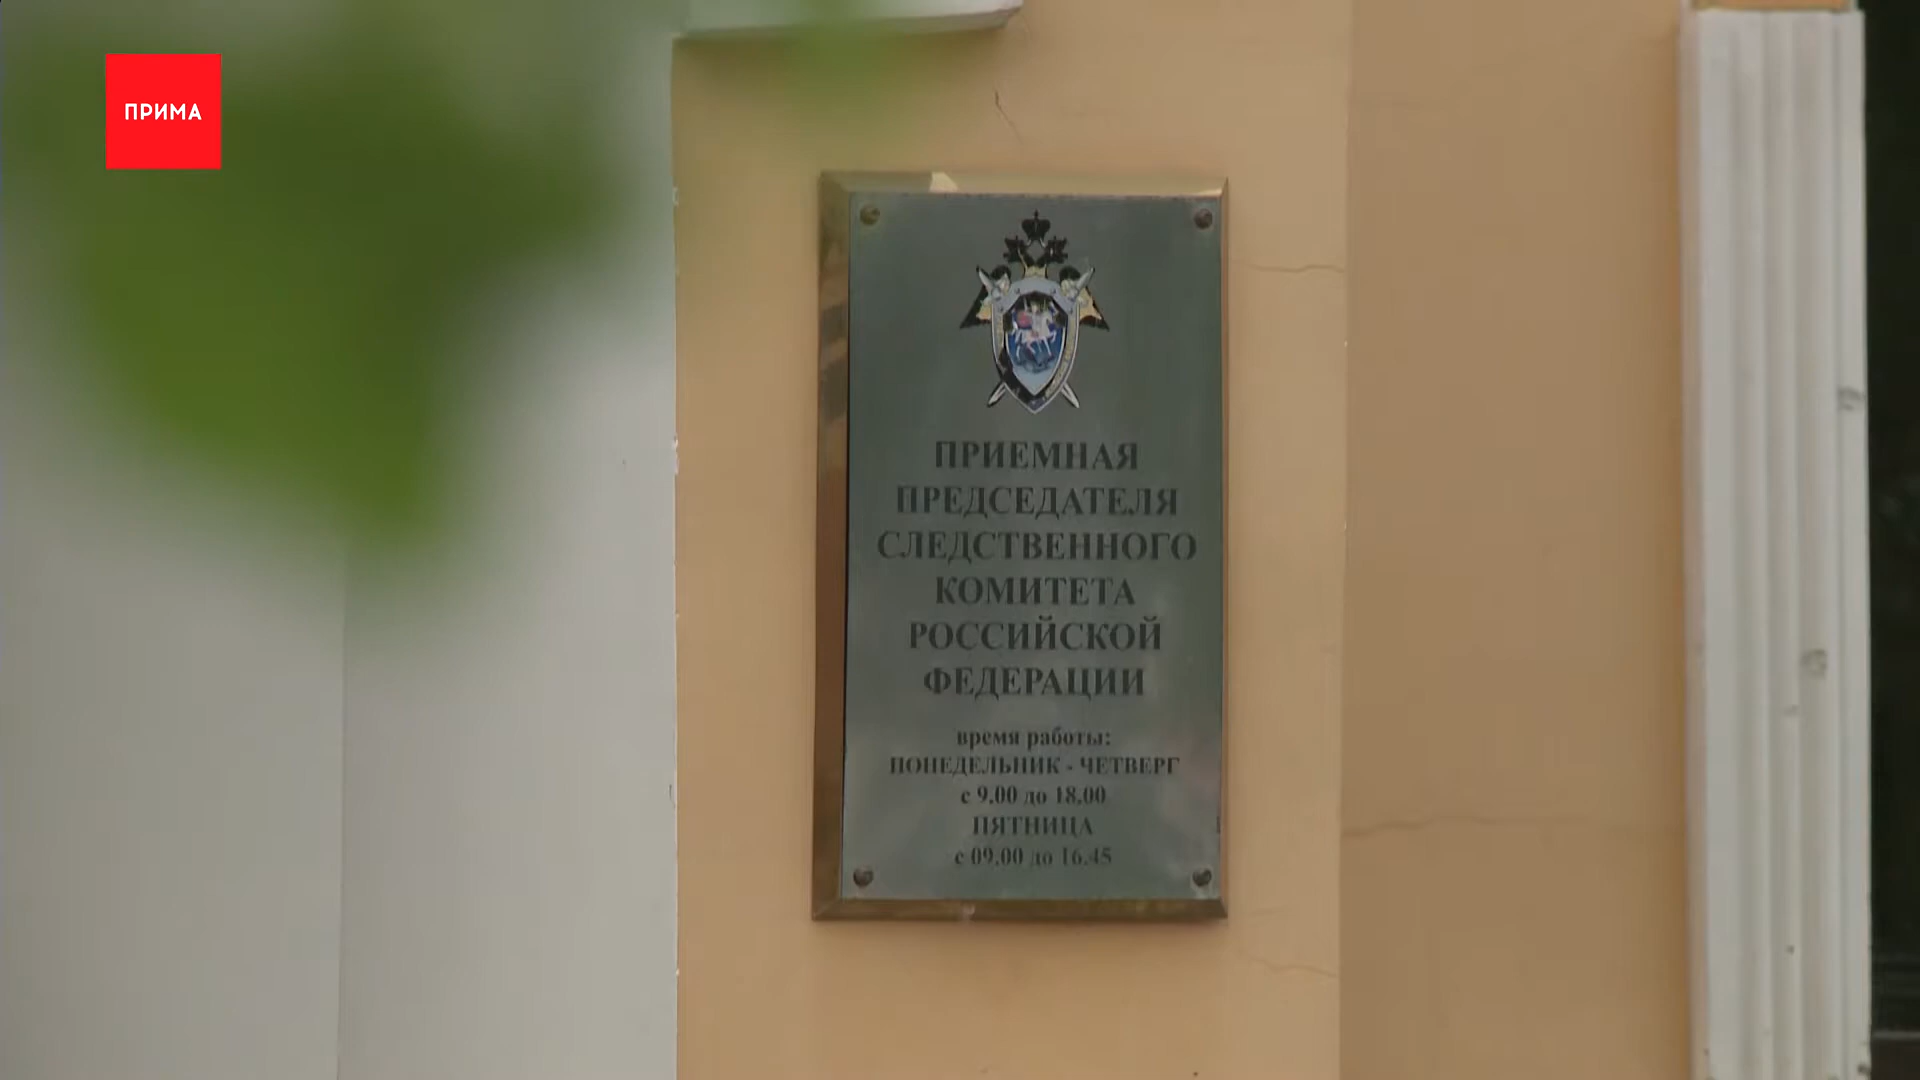 ПРИМА
ПРИЕМНАЯ
ПРЕДСЕДАТЕЛЯ
СЛЕДСТВЕННОГО
КОМИТЕТА
РОССИЙСКОЙ
ФЕДЕРАЦИИ
время работы:
ПОНЕДЕЛЬНИК - ЧЕТВЕРГ
с 9.00 до 18.00
ПЯТНИЦА
с 09.00 до 16.45